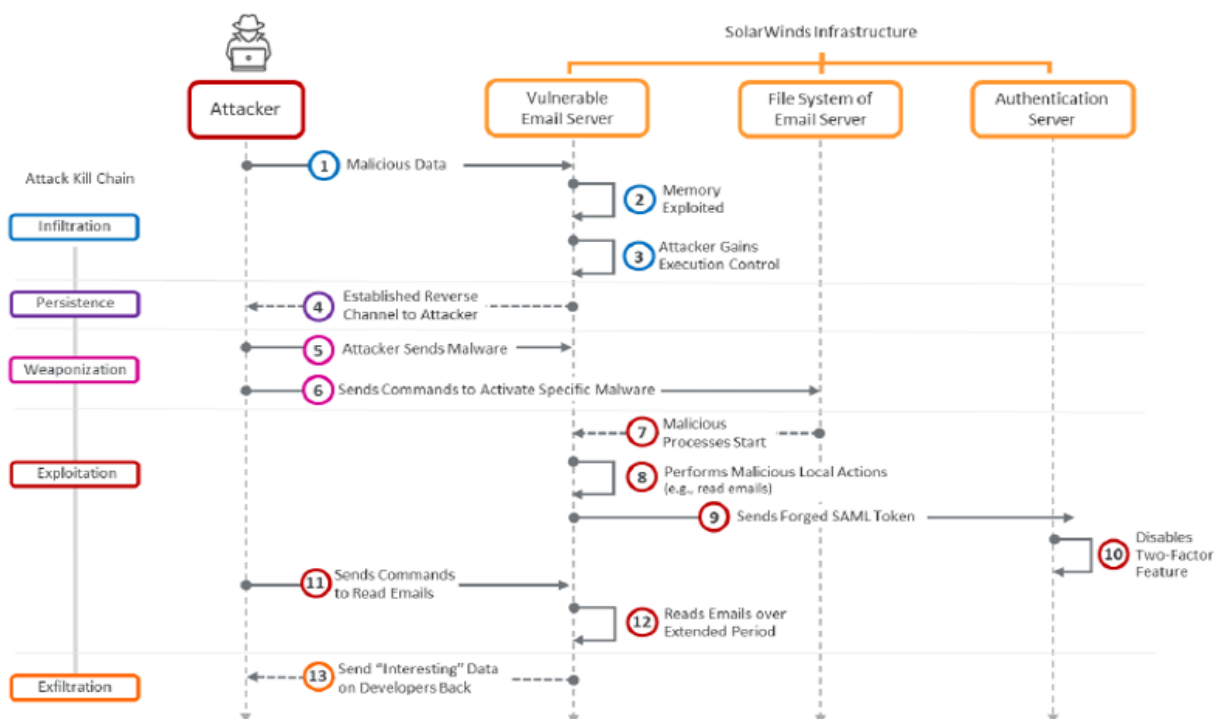 SolarWinds Infrastructure
Attacker
Vulnerable
Email Server
File System of
Email Server
Authentication
Server
Attack Kill Chain
1 Malicious Data
2 Memory
Exploited
Infiltration
3 Attacker Gains
Execution Control
Persistence
4 Established Reverse
Channel to Attacker
5 Attacker Sends Malware
Weaponization
6 Sends Commands to Activate Specific Malware
7 Malicious
Processes Start
Exploitation
8 Performs Malicious Local Actions
(e.g., read emails)
9 Sends Forged SAML Token
10 Disables
Two-Factor
Feature
11 Sends Commands
to Read Emails
12 Reads Emails over
Extended Period
13 Send "Interesting" Data
on Developers Back
Exfiltration